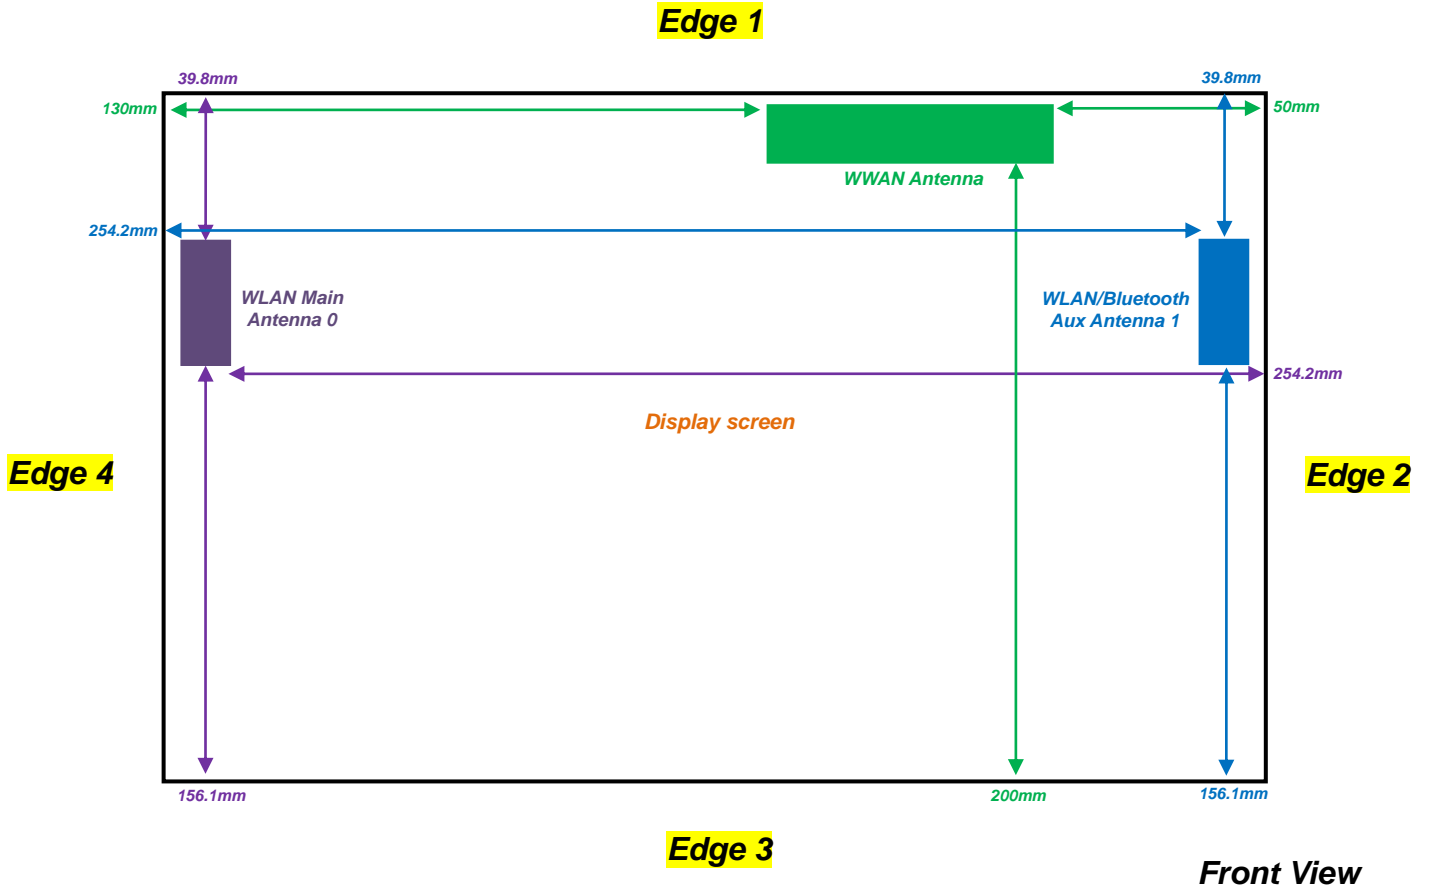 Edge 1
39.8mm
39.8mm
130mm
50mm
WWAN Antenna
254.2mm
WLAN Main
Antenna 0
WLAN/Bluetooth
Aux Antenna 1
254.2mm
Display screen
Edge 4
Edge 2
156.1mm
200mm
156.1mm
Edge 3
Front View